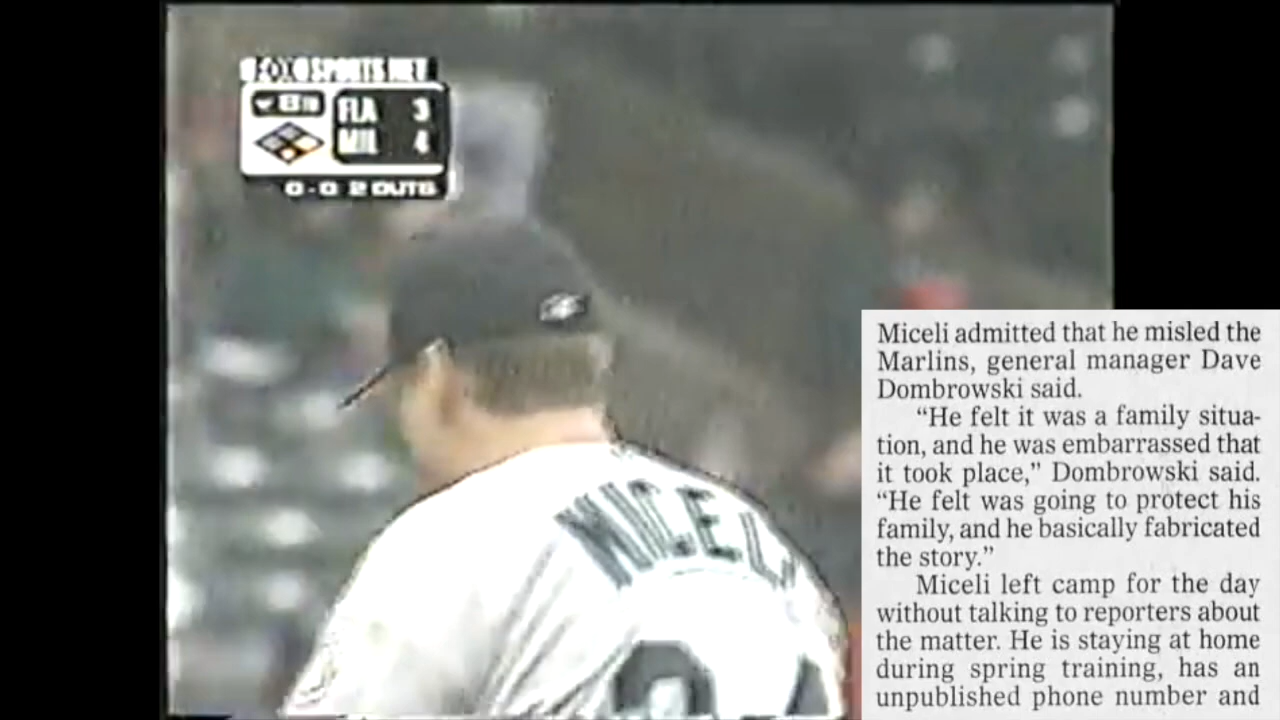 FOX SPORTS NET
8TH
FLA 3
MIL 4
0-0 2 OUTS
MICELI
Miceli admitted that he misled the
Marlins, general manager Dave
Dombrowski said.
“He felt it was a family situa-
tion, and he was embarrassed that
it took place,” Dombrowski said.
“He felt was going to protect his
family, and he basically fabricated
the story.”
Miceli left camp for the day
without talking to reporters about
the matter. He is staying at home
during spring training, has an
unpublished phone number and